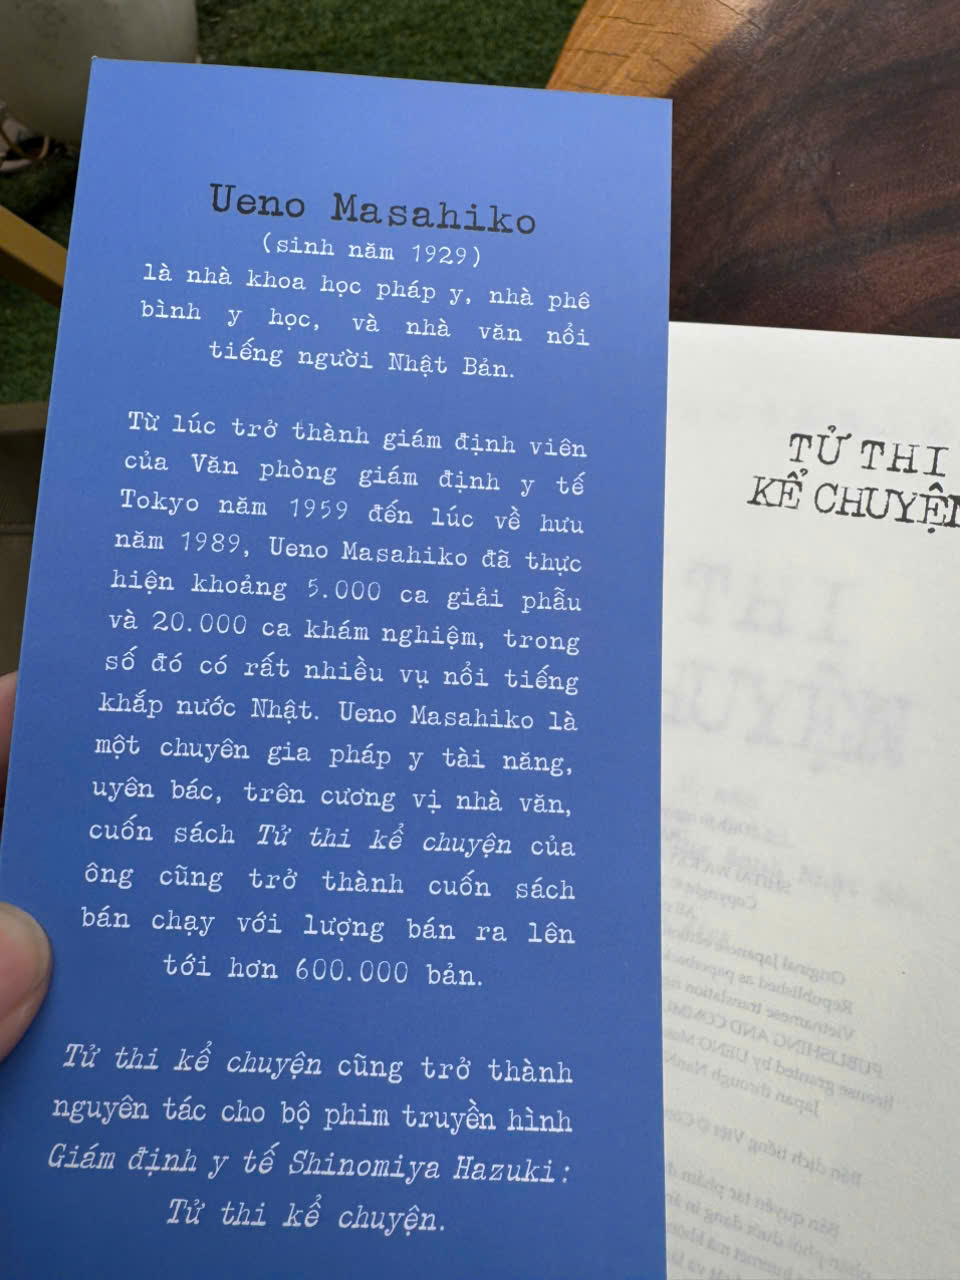 Ueno Masahiko
(sinh năm 1929)
là nhà khoa học pháp y, nhà phê
bình y học, và nhà văn nổi
tiếng người Nhật Bản.
Từ lúc trở thành giám định viên
của Văn phòng giám định y tế
Tokyo năm 1959 đến lúc về hưu
năm 1989, Ueno Masahiko đã thực
hiện khoảng 5.000 ca giải phẫu
và 20.000 ca khám nghiệm, trong
số đó có rất nhiều vụ nổi tiếng
khắp nước Nhật. Ueno Masahiko là
một chuyên gia pháp y tài năng,
uyên bác, trên cương vị nhà văn,
cuốn sách Tử thi kể chuyện của
ông cũng trở thành cuốn sách
bán chạy với lượng bán ra lên
tới hơn 600.000 bản.
Tử thi kể chuyện cũng trở thành
nguyên tác cho bộ phim truyền hình
Giám định y tế Shinomiya Hazuki:
Tử thi kể chuyện.
TỬ THI
KỂ CHUYỆN